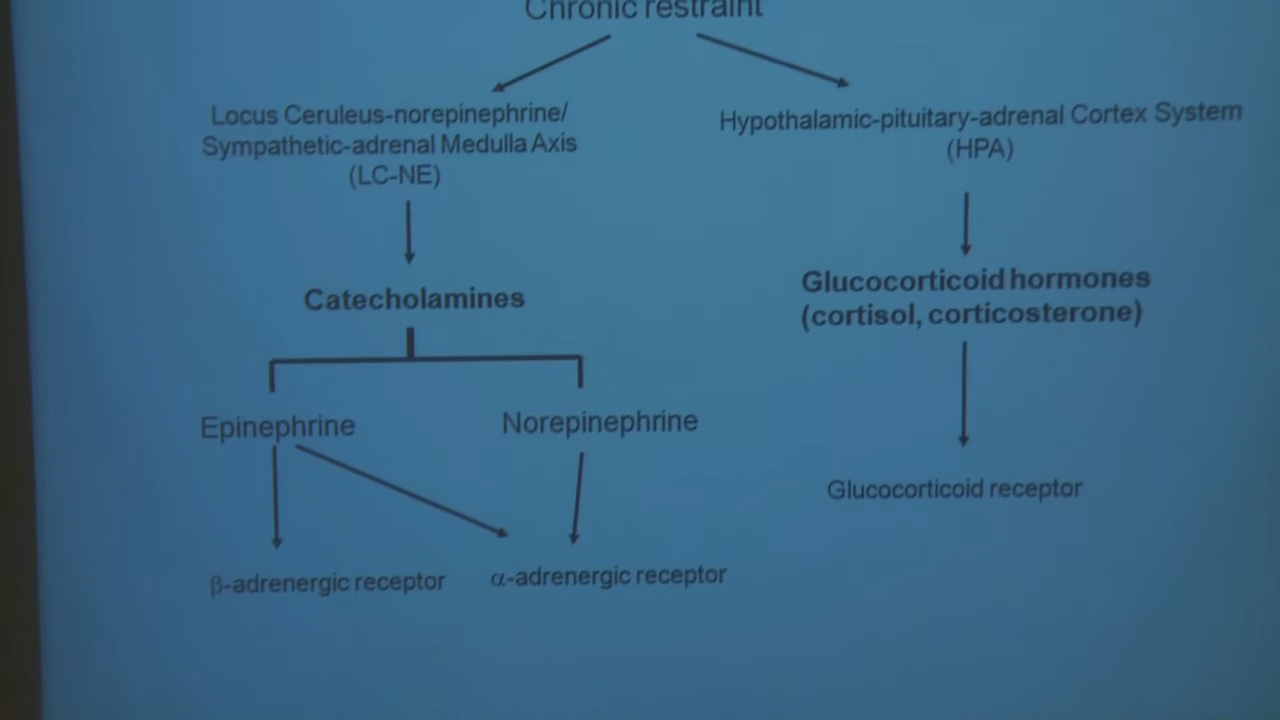 Chronic restraint
Locus Ceruleus-norepinephrine/
Sympathetic-adrenal Medulla Axis
(LC-NE)
Hypothalamic-pituitary-adrenal Cortex System
(HPA)
Catecholamines
Glucocorticoid hormones
(cortisol, corticosterone)
Epinephrine
Norepinephrine
Glucocorticoid receptor
β-adrenergic receptor
α-adrenergic receptor